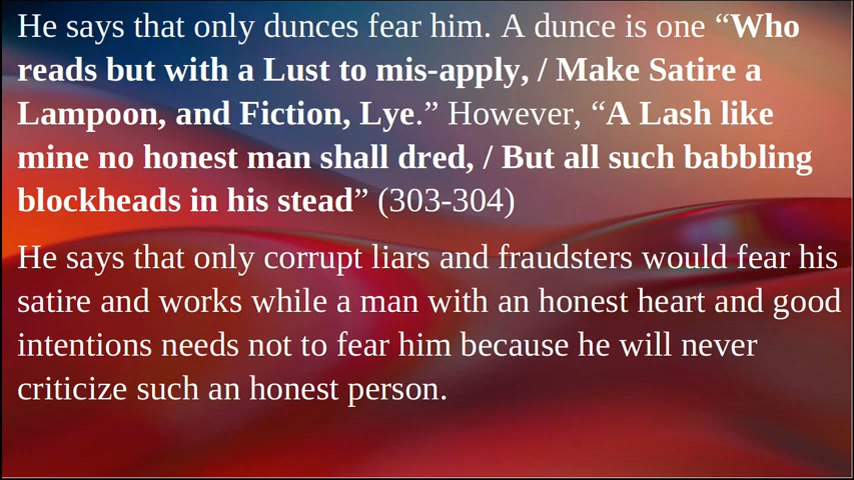 He says that only dunces fear him. A dunce is one “Who
reads but with a Lust to mis-apply, / Make Satire a
Lampoon, and Fiction, Lye.” However, “A Lash like
mine no honest man shall dred, / But all such babbling
blockheads in his stead” (303-304)
He says that only corrupt liars and fraudsters would fear his
satire and works while a man with an honest heart and good
intentions needs not to fear him because he will never
criticize such an honest person.